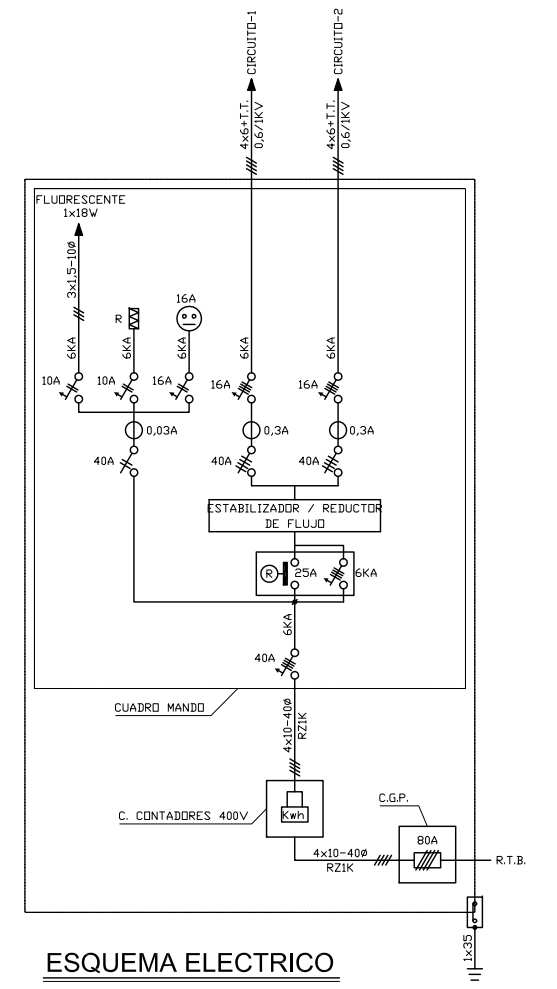 CIRCUITO-1
CIRCUITO-2
4x6+T.T.
0,6/1KV
4x6+T.T.
0,6/1KV
FLUORESCENTE
1x18W
3x1,5-10ø
R
16A
6KA
6KA
6KA
6KA
6KA
10A
10A
16A
16A
16A
0,03A
0,3A
0,3A
40A
40A
40A
ESTABILIZADOR / REDUCTOR
DE FLUJO
R
25A
6KA
6KA
40A
CUADRO MANDO
4x10-40ø
RZ1K
C. CONTADORES 400V
Kwh
C.G.P.
80A
4x10-40ø
RZ1K
R.T.B.
1x35
ESQUEMA ELECTRICO